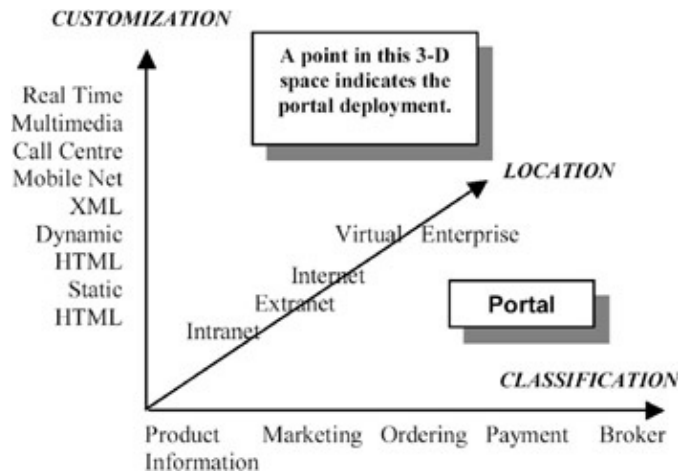 CUSTOMIZATION
A point in this 3-D
space indicates the
portal deployment.
Real Time
Multimedia
Call Centre
Mobile Net
XML
Dynamic
HTML
Static
HTML
LOCATION
Virtual Enterprise
Internet
Extranet
Intranet
Portal
CLASSIFICATION
Product Marketing Ordering Payment Broker
Information